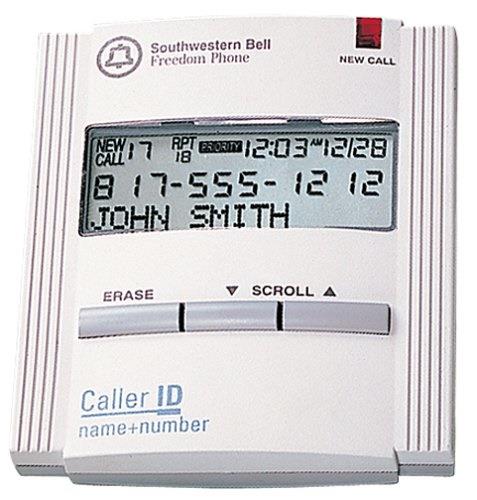 Southwestern Bell
Freedom Phone
NEW CALL
NEW CALL 17 RPT 18 PRIORITY 12:03 AM 12/28
817-555-1212
JOHN SMITH
ERASE ▼ SCROLL ▲
Caller ID
name+number